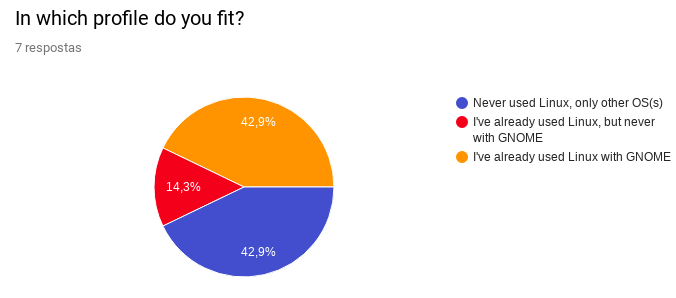 In which profile do you fit?
7 respostas
42,9%
14,3%
42,9%
Never used Linux, only other OS(s)
I've already used Linux, but never
with GNOME
I've already used Linux with GNOME